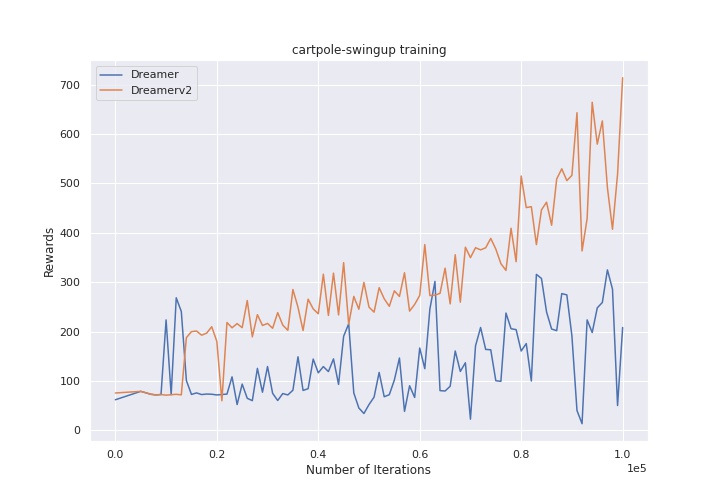 cartpole-swingup training
Dreamer
Dreamerv2
Rewards
700
600
500
400
300
200
100
0
0.0 0.2 0.4 0.6 0.8 1.0
1e5
Number of Iterations